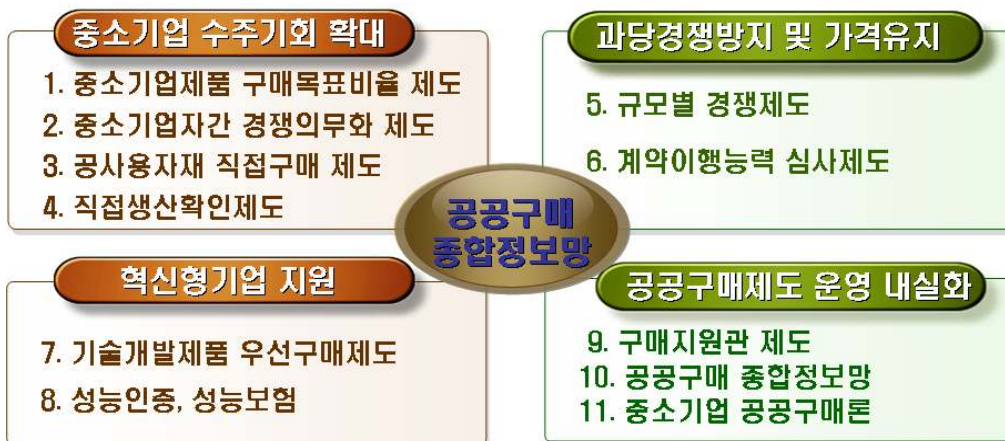 중소기업 수주기회 확대
1. 중소기업제품 구매목표비율 제도
2. 중소기업자간 경쟁의무화 제도
3. 공사용자재 직접구매 제도
4. 직접생산확인제도
과당경쟁방지 및 가격유지
5. 규모별 경쟁제도
6. 계약이행능력 심사제도
공공구매
종합정보망
혁신형기업 지원
7. 기술개발제품 우선구매제도
8. 성능인증, 성능보험
공공구매제도 운영 내실화
9. 구매지원관 제도
10. 공공구매 종합정보망
11. 중소기업 공공구매론